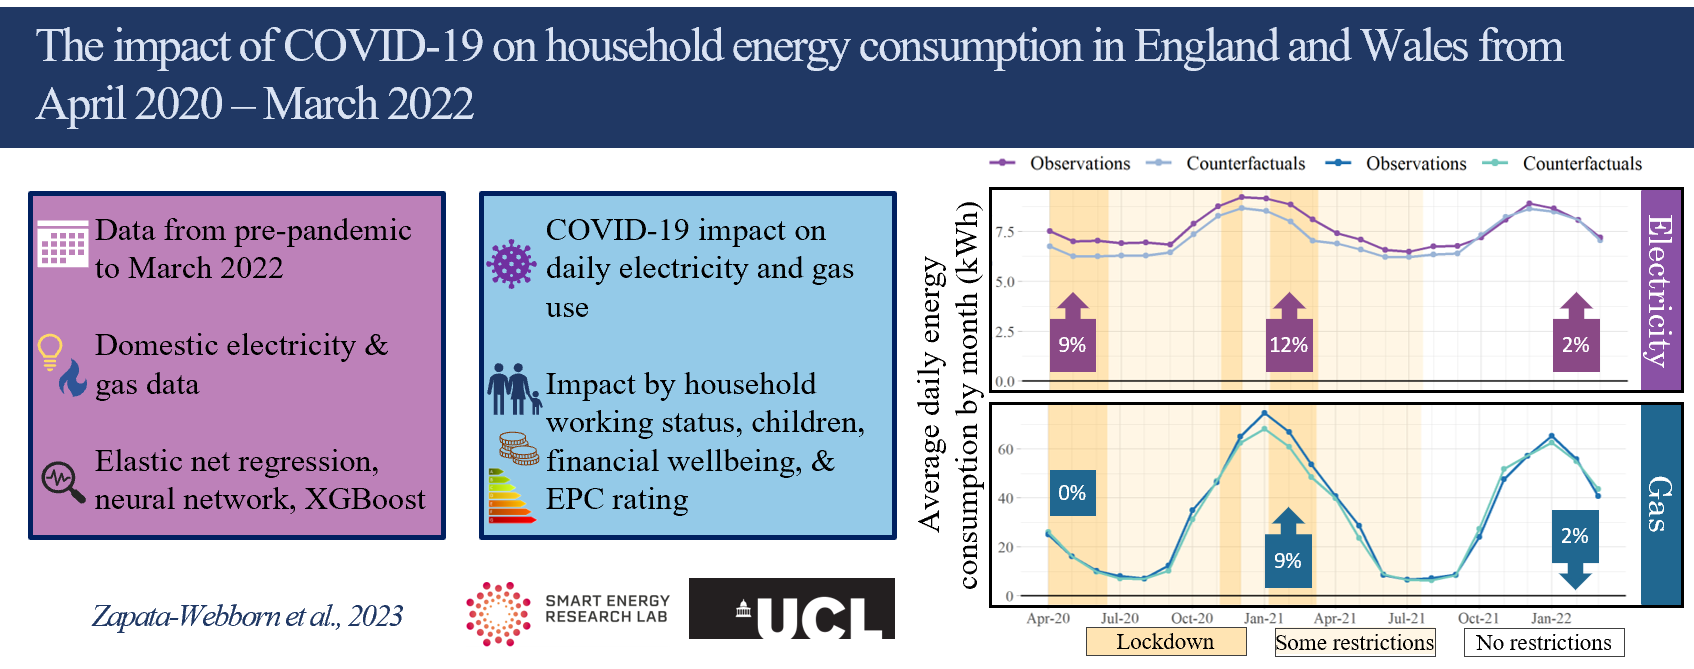 The impact of COVID-19 on household energy consumption in England and Wales from
April 2020 – March 2022
Data from pre-pandemic
to March 2022
Domestic electricity &
gas data
Elastic net regression,
neural network, XGBoost
COVID-19 impact on
daily electricity and gas
use
Impact by household
working status, children,
financial wellbeing, &
EPC rating
Zapata-Webborn et al., 2023
SMART ENERGY
RESEARCH LAB
UCL
Observations Counterfactuals Observations Counterfactuals
Average daily energy
consumption by month (kWh)
7.5
5.0
2.5
0.0
9%
12%
2%
Electricity
60
40
20
0
0%
9%
2%
Gas
Apr-20 Jul-20 Oct-20 Jan-21 Apr-21 Jul-21 Oct-21 Jan-22
Lockdown
Some restrictions
No restrictions